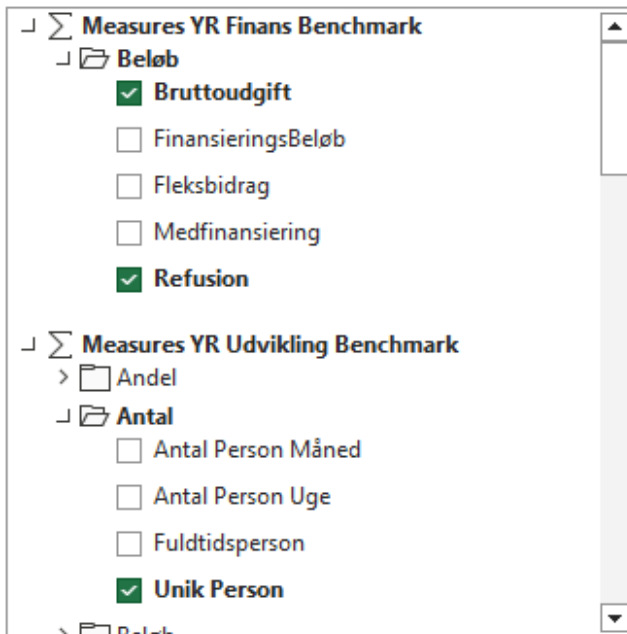 Measures YR Finans Benchmark
Beløb
Bruttoudgift
FinansieringsBeløb
Fleksbidrag
Medfinansiering
Refusion
Measures YR Udvikling Benchmark
Andel
Antal
Antal Person Måned
Antal Person Uge
Fuldtidsperson
Unik Person
Beløb